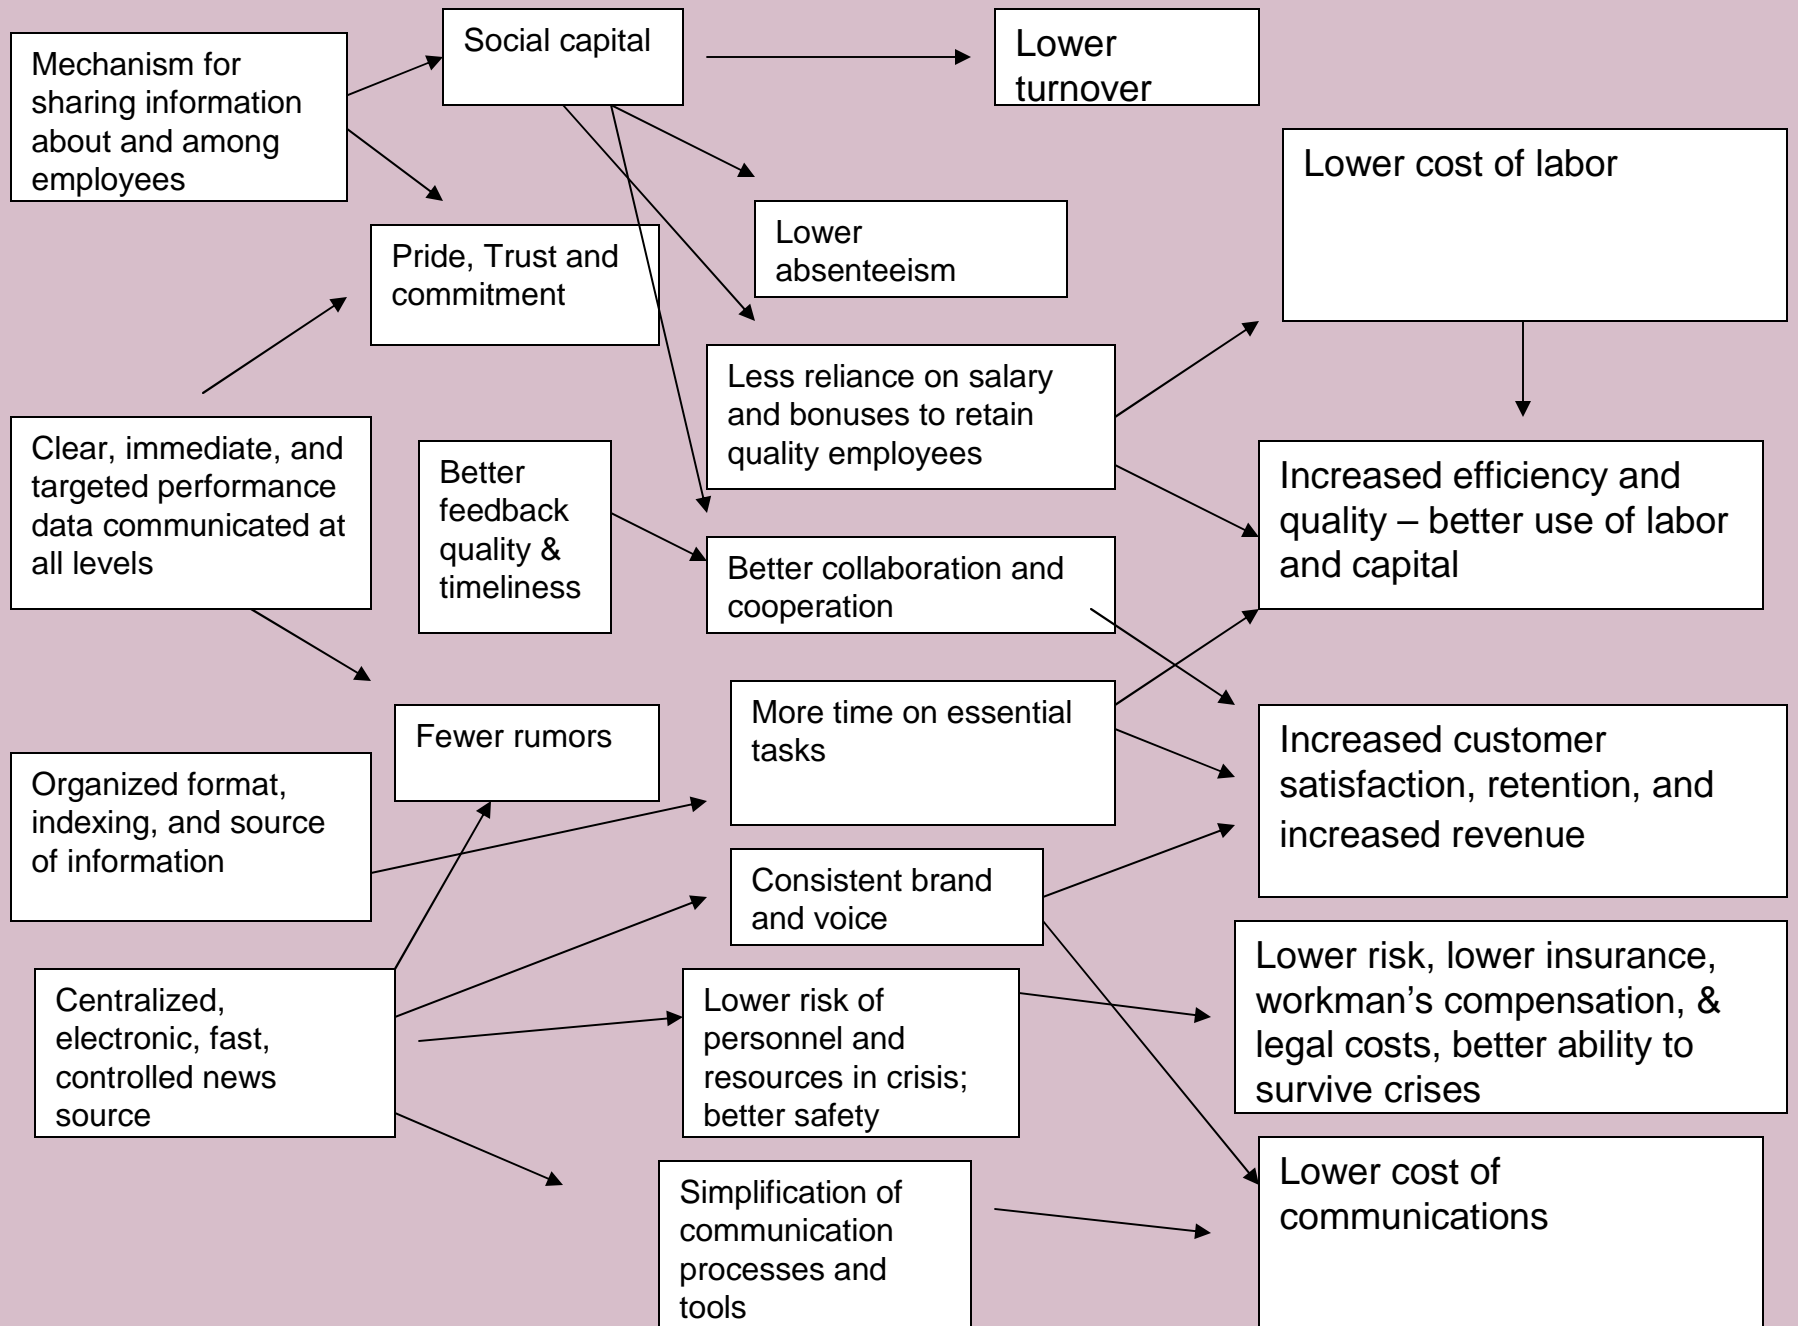 Mechanism for
sharing information
about and among
employees
Social capital
Lower
turnover
Lower cost of labor
Pride, Trust and
commitment
Lower
absenteeism
Clear, immediate, and
targeted performance
data communicated at
all levels
Better
feedback
quality &
timeliness
Less reliance on salary
and bonuses to retain
quality employees
Increased efficiency and
quality – better use of labor
and capital
Better collaboration and
cooperation
Fewer rumors
More time on essential
tasks
Increased customer
satisfaction, retention, and
increased revenue
Organized format,
indexing, and source
of information
Consistent brand
and voice
Lower risk, lower insurance,
workman’s compensation, &
legal costs, better ability to
survive crises
Centralized,
electronic, fast,
controlled news
source
Lower risk of
personnel and
resources in crisis;
better safety
Simplification of
communication
processes and
tools
Lower cost of
communications